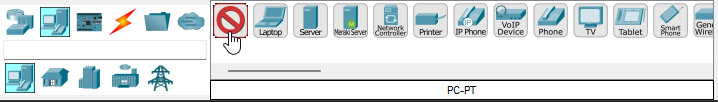 Laptop
Server
Meraki Server
Network Controller
Printer
IP Phone
VoIP Device
Phone
TV
Tablet
Smart Phone
Gene
Wire
PC-PT